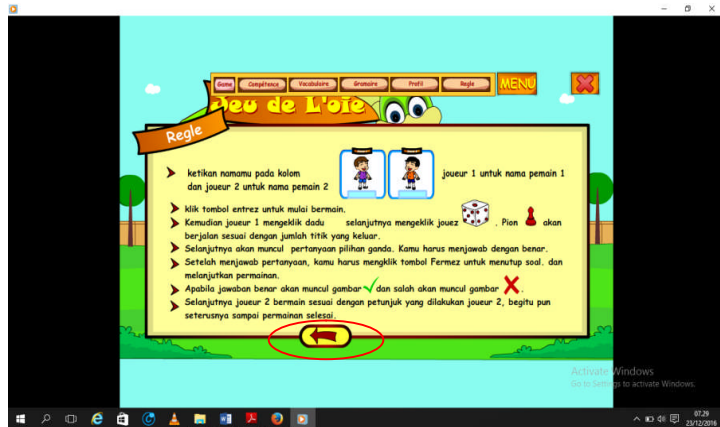 Game Compétence Vocabulaire Gramaire Profil Regle MENU
Jeu de L'oie
Regle
ketikan namamu pada kolom joueur 1 untuk nama pemain 1
dan joueur 2 untuk nama pemain 2
klik tombol entrez untuk mulai bermain.
Kemudian joueur 1 mengeklik dadu selanjutnya mengeklik jouez . Pion akan
berjalan sesuai dengan jumlah titik yang keluar.
Selanjutnya akan muncul pertanyaan pilihan ganda. Kamu harus menjawab dengan benar.
Setelah menjawab pertanyaan, kamu harus mengklik tombol Fermez untuk menutup soal. dan
melanjutkan permainan.
Apabila jawaban benar akan muncul gambar dan salah akan muncul gambar .
Selanjutnya joueur 2 bermain sesuai dengan petunjuk yang dilakukan joueur 2, begitu pun
seterusnya sampai permainan selesai.
Activate Windows
Go to Settings to activate Windows.
07.29
23/12/2016